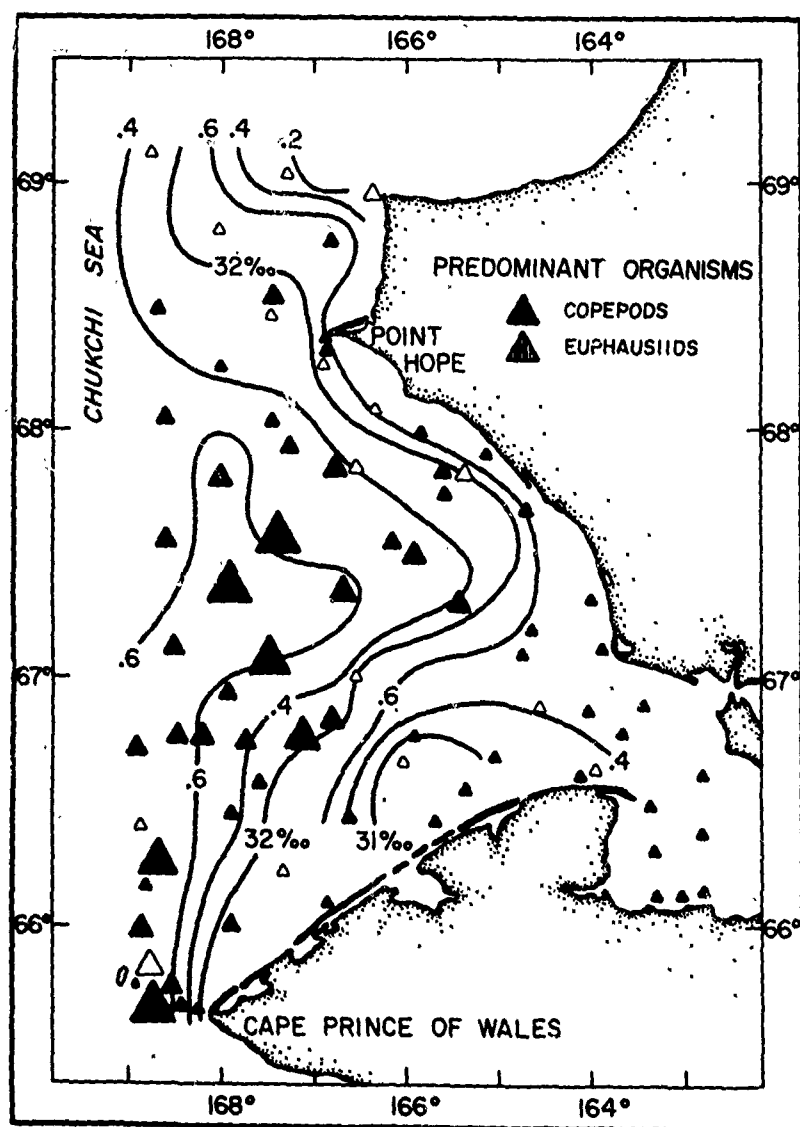 168° 166° 164°
.4 .6 .4 .2
69° 69°
CHUKCHI SEA
32‰
PREDOMINANT ORGANISMS
COPEPODS
EUPHAUSIIDS
POINT
HOPE
68° 68°
.6
67° 67°
.4 .6
.6 .4
32‰ 31‰
66° 66°
CAPE PRINCE OF WALES
168° 166° 164°